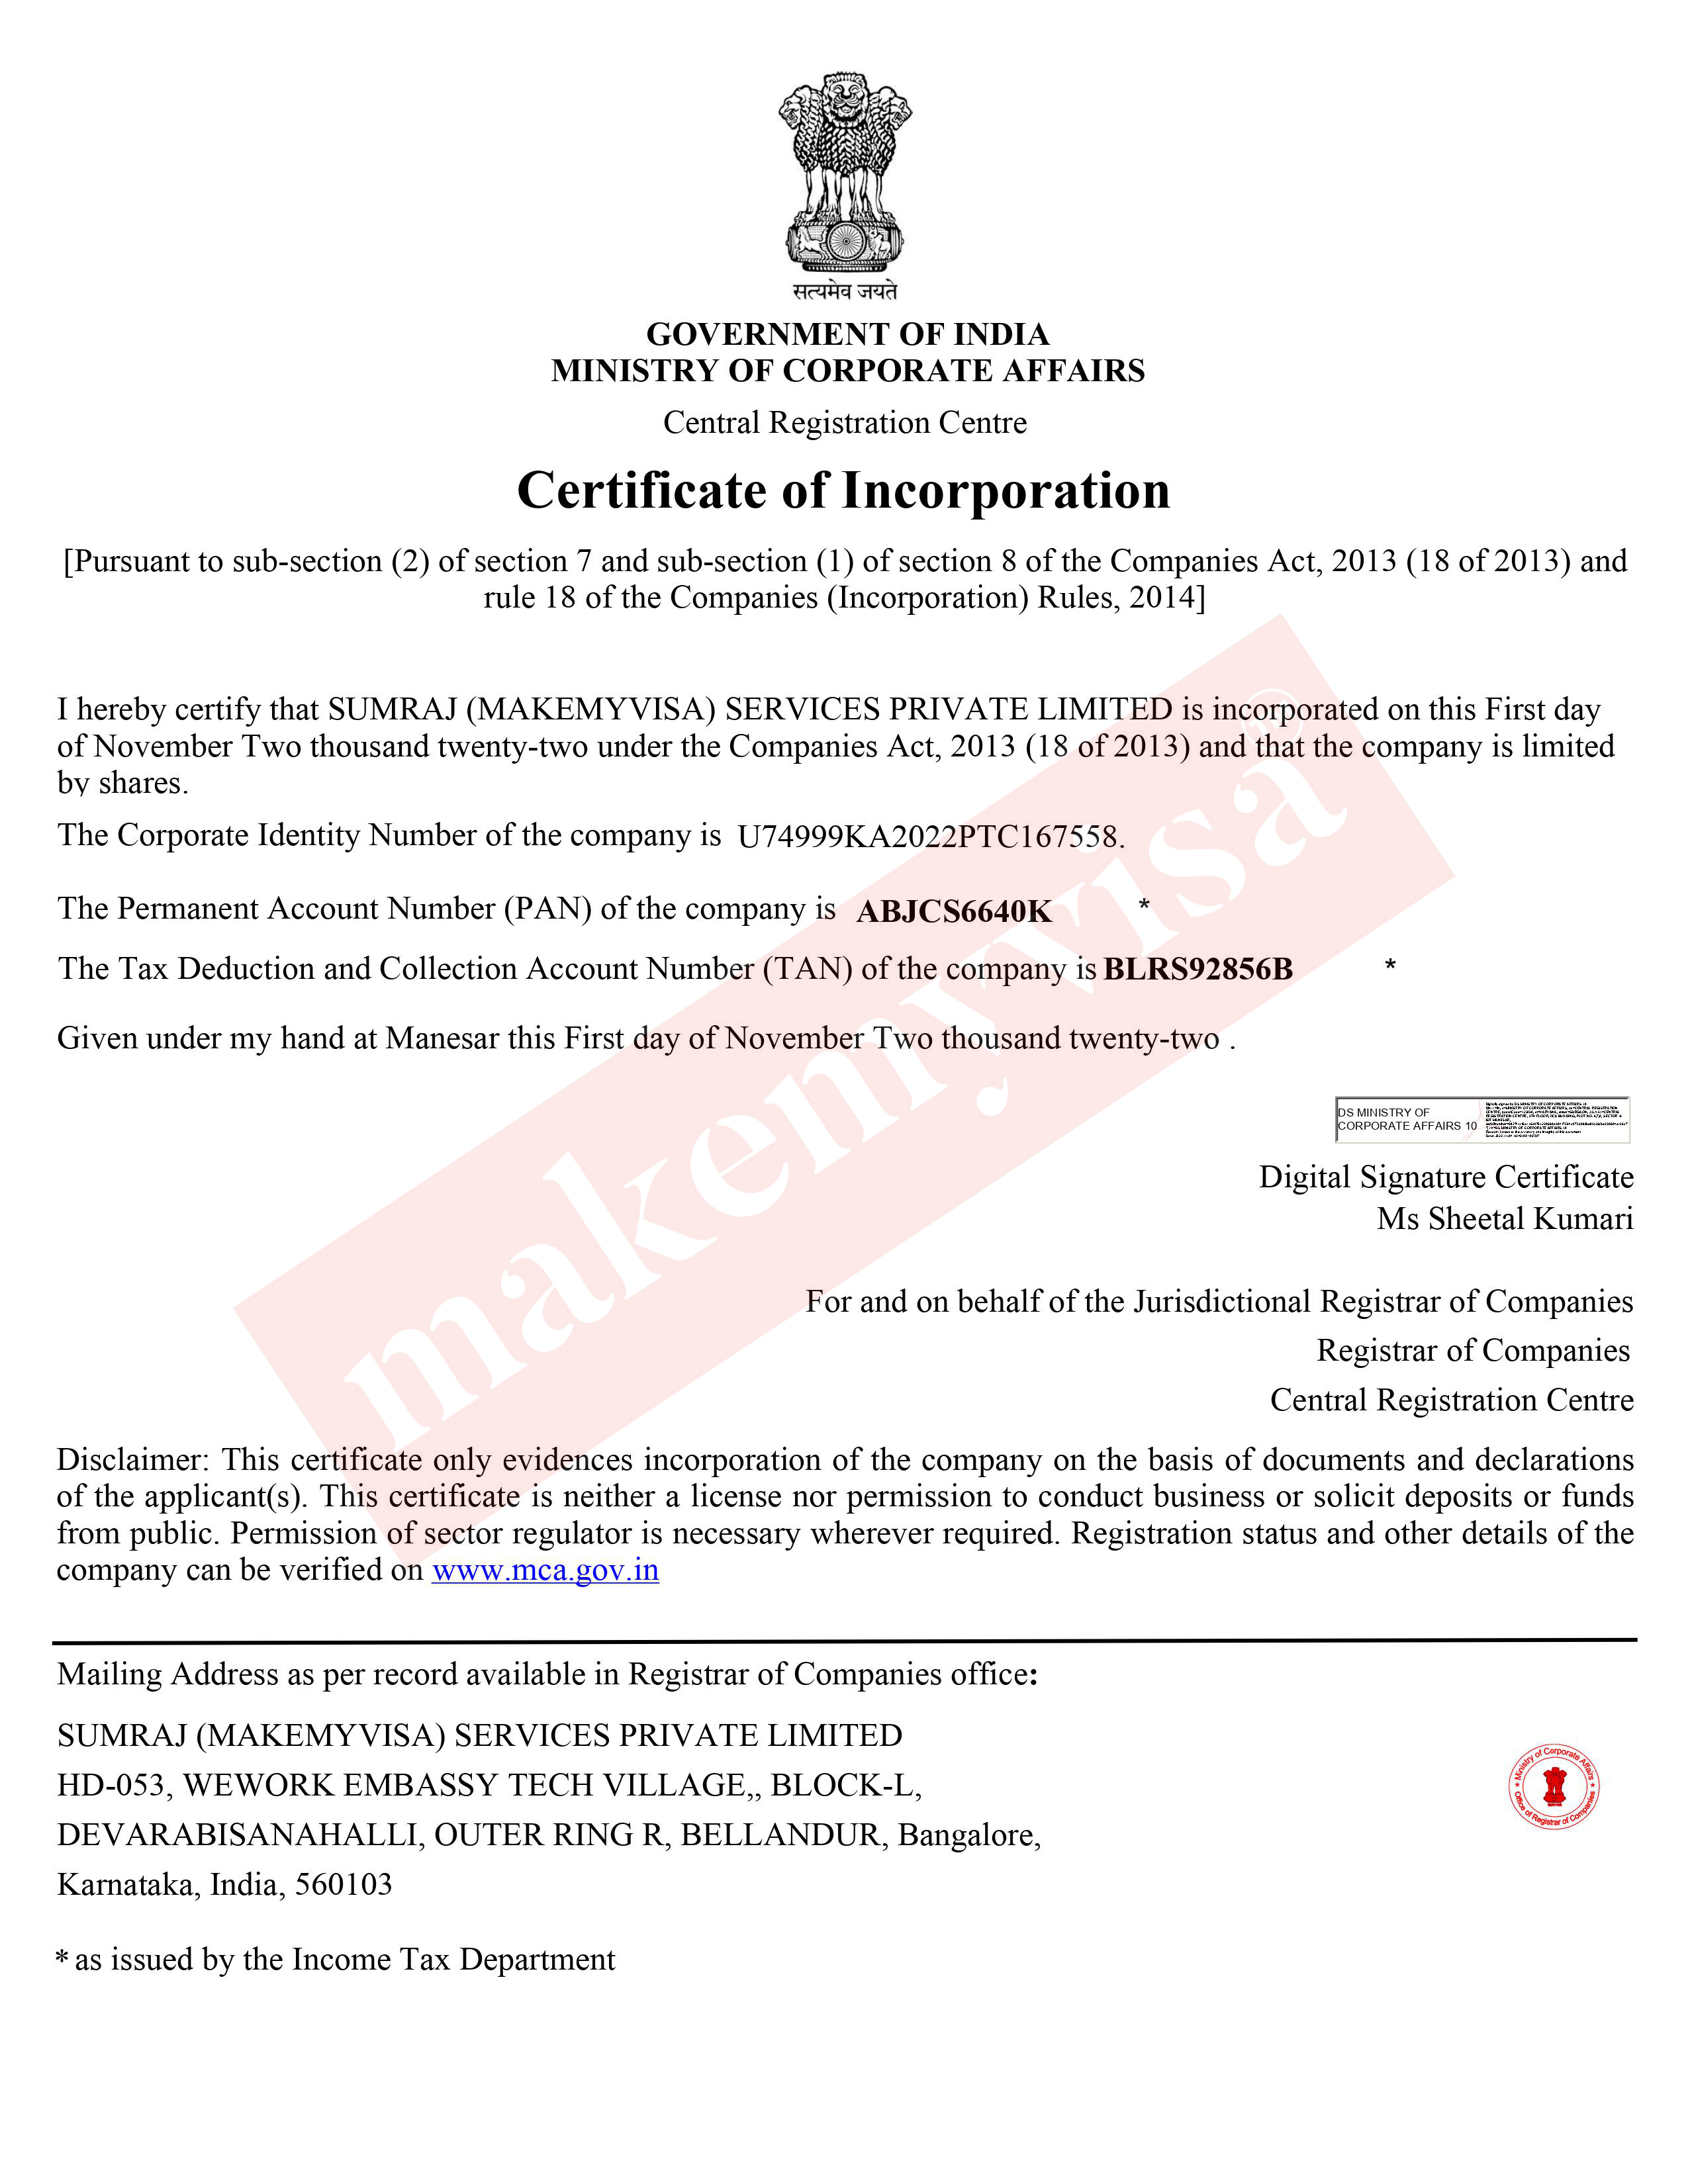 सत्यमेव जयते
GOVERNMENT OF INDIA
MINISTRY OF CORPORATE AFFAIRS
Central Registration Centre
Certificate of Incorporation
[Pursuant to sub-section (2) of section 7 and sub-section (1) of section 8 of the Companies Act, 2013 (18 of 2013) and
rule 18 of the Companies (Incorporation) Rules, 2014]
I hereby certify that SUMRAJ (MAKEMYVISA) SERVICES PRIVATE LIMITED is incorporated on this First day
of November Two thousand twenty-two under the Companies Act, 2013 (18 of 2013) and that the company is limited
by shares.
The Corporate Identity Number of the company is U74999KA2022PTC167558.
The Permanent Account Number (PAN) of the company is ABJCS6640K *
The Tax Deduction and Collection Account Number (TAN) of the company is BLRS92856B *
Given under my hand at Manesar this First day of November Two thousand twenty-two .
makemyvisa
DS MINISTRY OF
CORPORATE AFFAIRS 10
Digital Signature Certificate
Ms Sheetal Kumari
For and on behalf of the Jurisdictional Registrar of Companies
Registrar of Companies
Central Registration Centre
Disclaimer: This certificate only evidences incorporation of the company on the basis of documents and declarations
of the applicant(s). This certificate is neither a license nor permission to conduct business or solicit deposits or funds
from public. Permission of sector regulator is necessary wherever required. Registration status and other details of the
company can be verified on www.mca.gov.in
Mailing Address as per record available in Registrar of Companies office:
SUMRAJ (MAKEMYVISA) SERVICES PRIVATE LIMITED
HD-053, WEWORK EMBASSY TECH VILLAGE,, BLOCK-L,
DEVARABISANAHALLI, OUTER RING R, BELLANDUR, Bangalore,
Karnataka, India, 560103
Ministry of Corporate Affairs
Office of Registrar of Companies
* as issued by the Income Tax Department